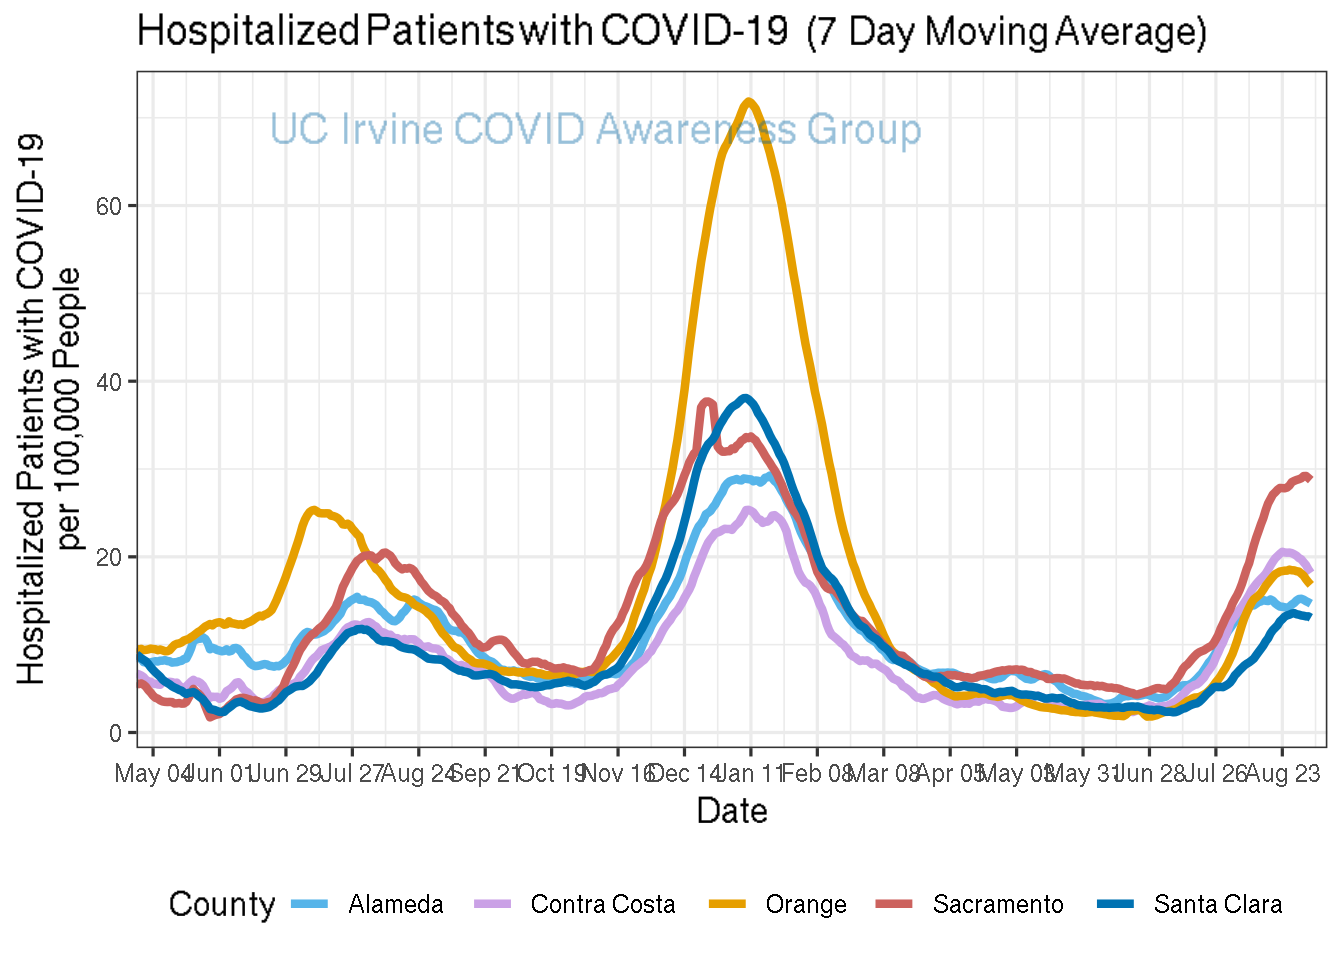 Hospitalized Patients with COVID-19 (7 Day Moving Average)
UC Irvine COVID Awareness Group
Hospitalized Patients with COVID-19
per 100,000 People
60
40
20
0
May 04 Jun 01 Jun 29 Jul 27 Aug 24 Sep 21 Oct 19 Nov 16 Dec 14 Jan 11 Feb 08 Mar 08 Apr 05 May 03 May 31 Jun 28 Jul 26 Aug 23
Date
County Alameda Contra Costa Orange Sacramento Santa Clara